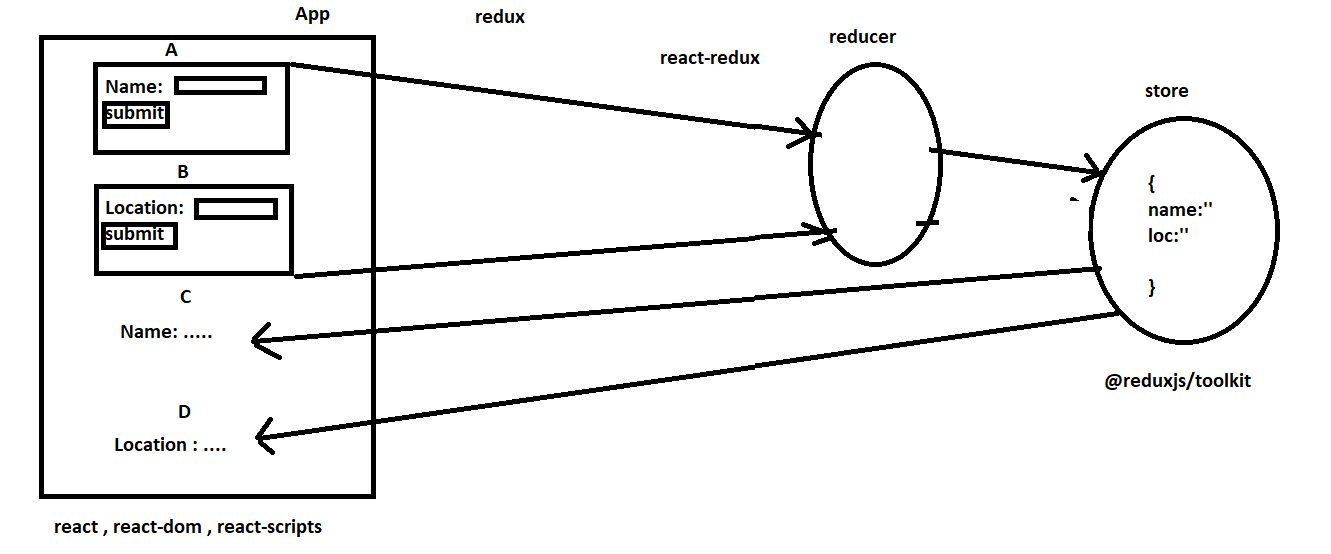 App
redux
reducer
react-redux
store
A
Name:
submit
B
Location:
submit
{
name:''
loc:''
}
C
Name: .....
@reduxjs/toolkit
D
Location : ....
react , react-dom , react-scripts